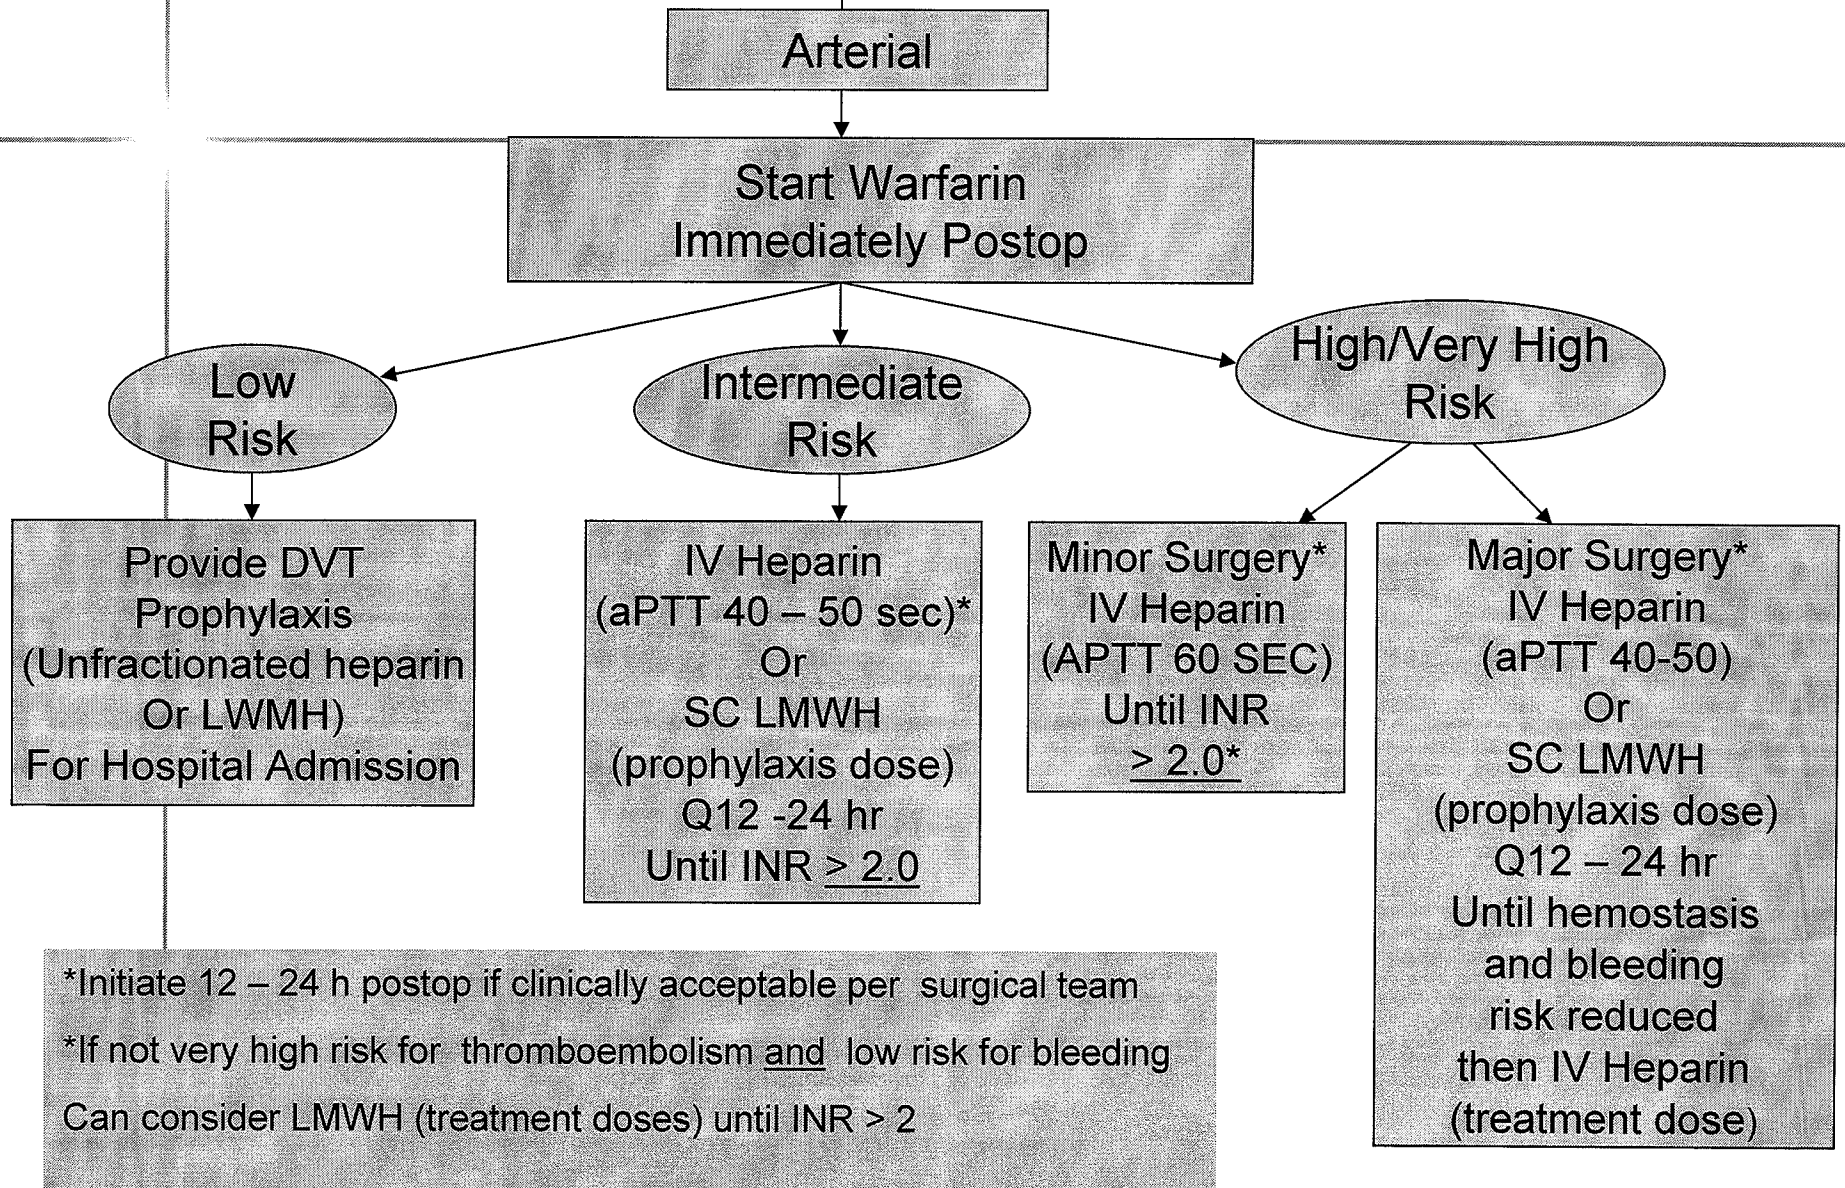 Arterial
Start Warfarin
Immediately Postop
Low
Risk
Intermediate
Risk
High/Very High
Risk
Provide DVT
Prophylaxis
(Unfractionated heparin
Or LWMH)
For Hospital Admission
IV Heparin
(aPTT 40 – 50 sec)*
Or
SC LMWH
(prophylaxis dose)
Q12 -24 hr
Until INR > 2.0
Minor Surgery*
IV Heparin
(APTT 60 SEC)
Until INR
> 2.0*
Major Surgery*
IV Heparin
(aPTT 40-50)
Or
SC LMWH
(prophylaxis dose)
Q12 – 24 hr
Until hemostasis
and bleeding
risk reduced
then IV Heparin
(treatment dose)
*Initiate 12 – 24 h postop if clinically acceptable per surgical team
*If not very high risk for thromboembolism and low risk for bleeding
Can consider LMWH (treatment doses) until INR > 2